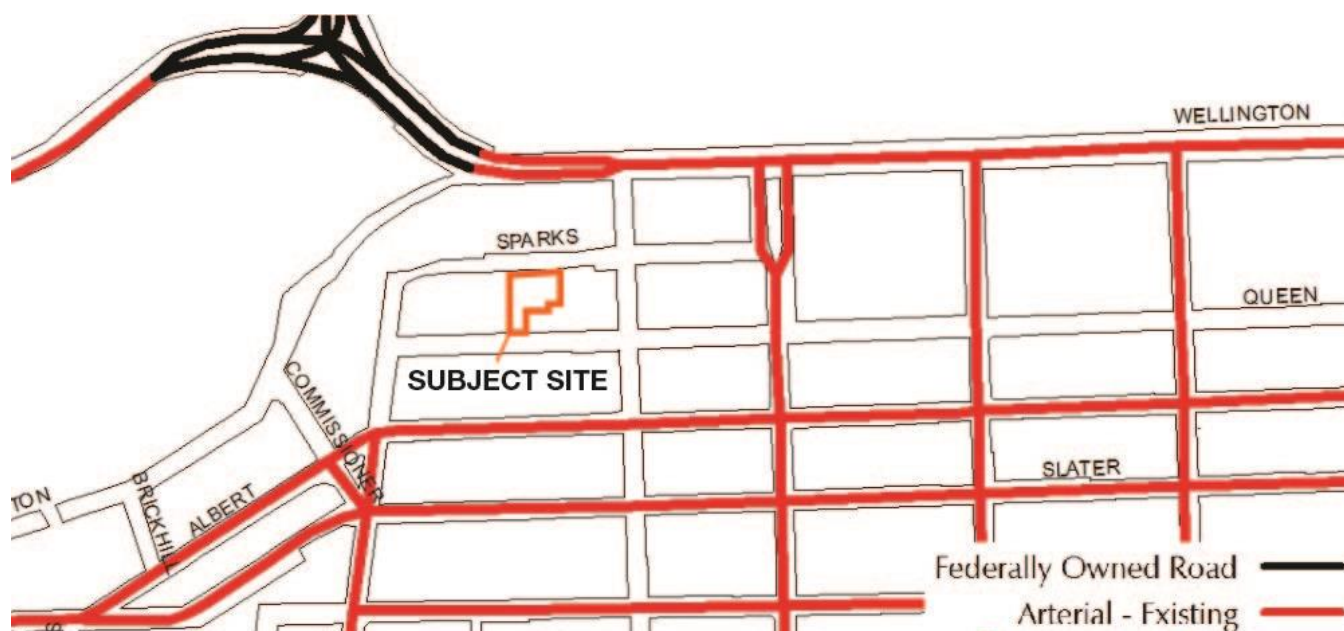 WELLINGTON
SPARKS
QUEEN
SUBJECT SITE
COMMISSIONER
SLATER
BRICKHILL
ALBERT
TON
Federally Owned Road
Arterial - Existing